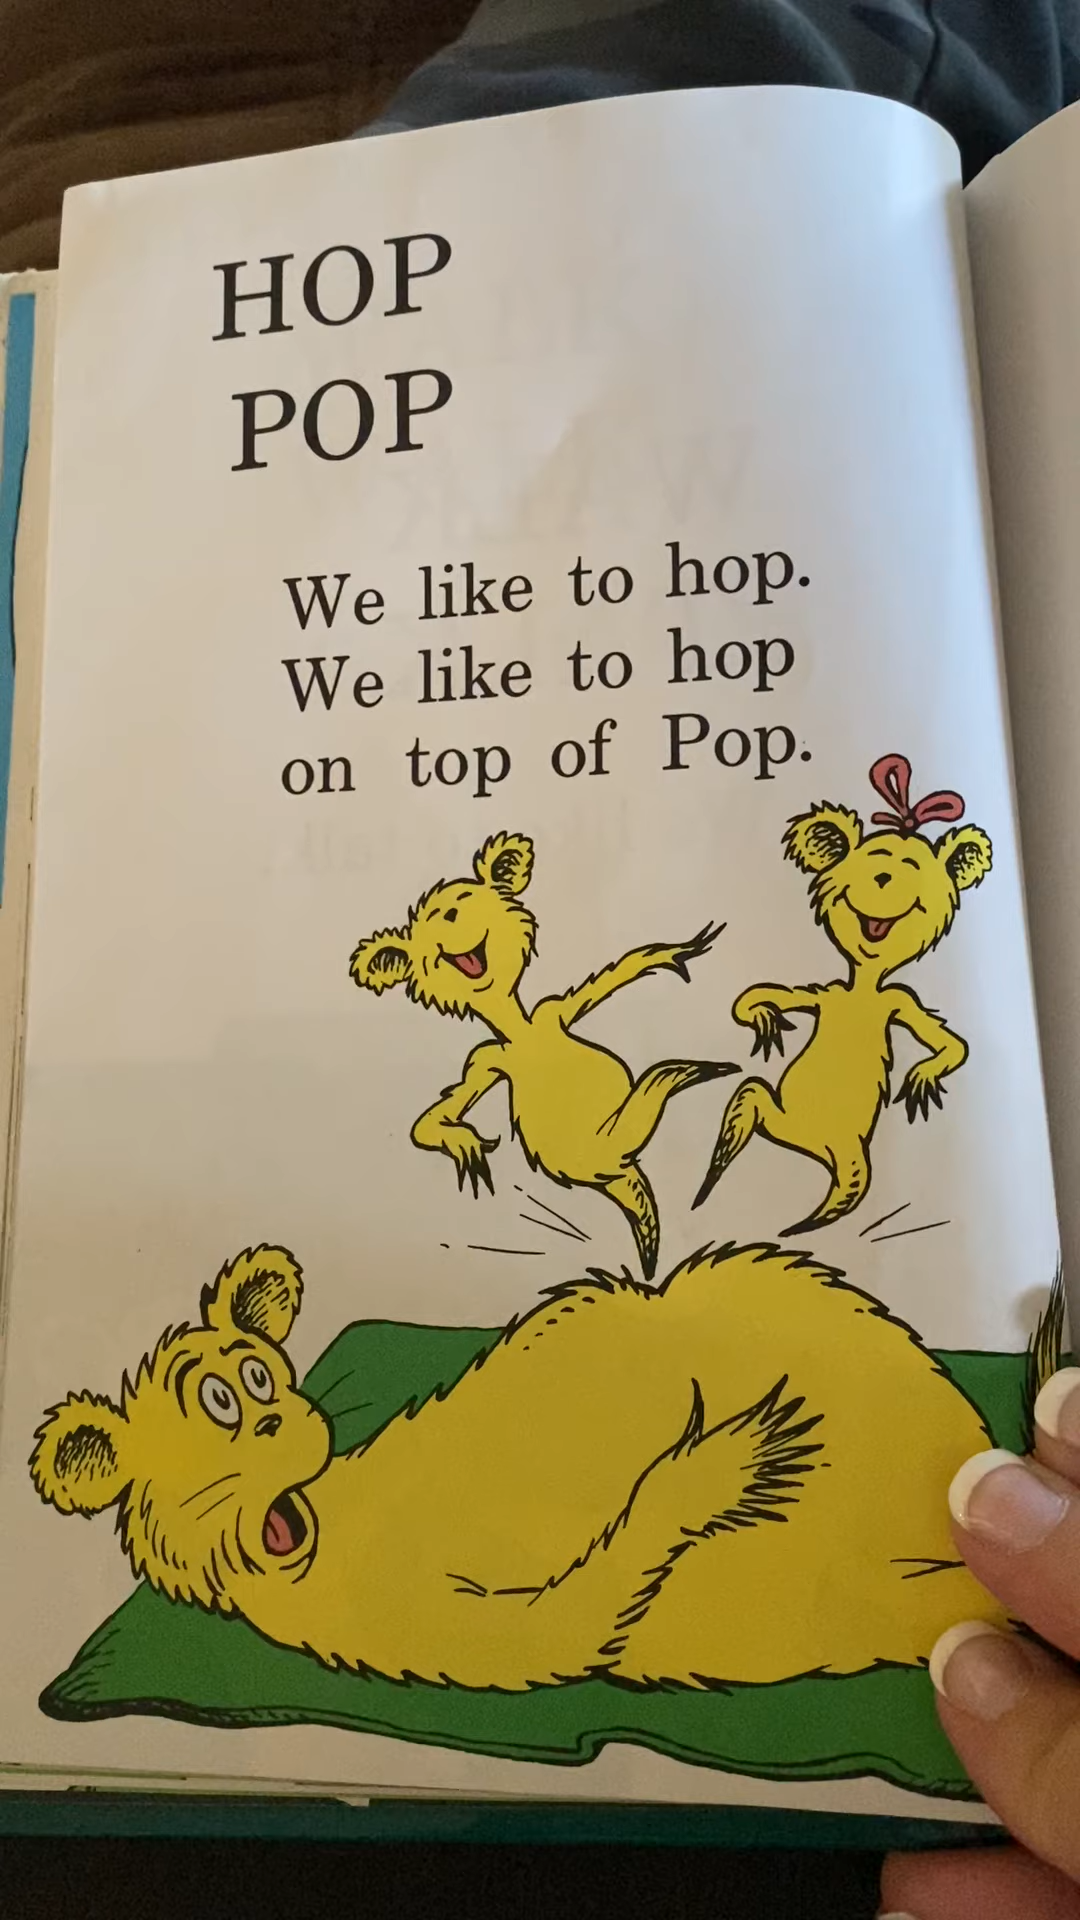 HOP
POP
We like to hop.
We like to hop
on top of Pop.